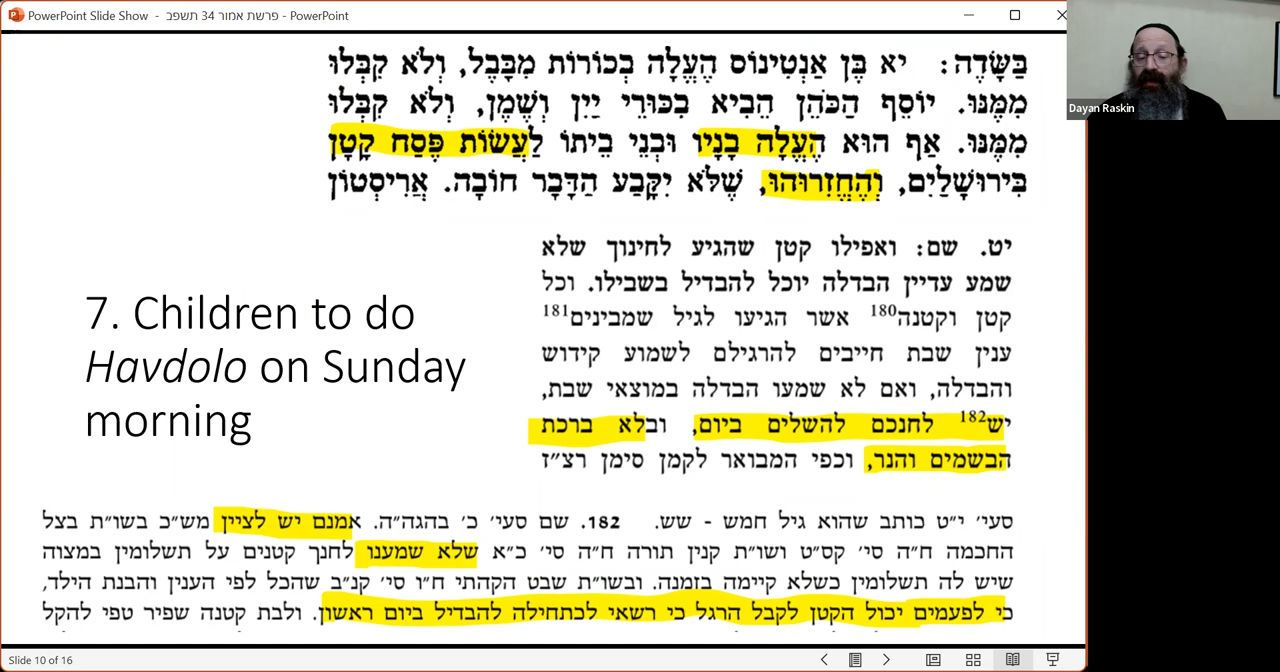 PowerPoint Slide Show - פרשת אמור 34 תשפב - PowerPoint
Dayan Raskin
בַּשָּׂדֶה: יא בֶּן אַנְטִינוֹס הֶעֱלָה בְכוֹרוֹת מִבָּבֶל, וְלֹא קִבְּלוּ
מִמֶּנּוּ. יוֹסֵף הַכֹּהֵן הֵבִיא בִכּוּרֵי יַיִן וְשֶׁמֶן, וְלֹא קִבְּלוּ
מִמֶּנּוּ. אַף הוּא הֶעֱלָה בָנָיו וּבְנֵי בֵיתוֹ לַעֲשׂוֹת פֶּסַח קָטָן
בִּירוּשָׁלַיִם, וְהֶחֱזִירוּהוּ, שֶׁלֹּא יִקָּבַע הַדָּבָר חוֹבָה. אֲרִיסְטוֹן
7. Children to do
Havdolo on Sunday
morning
יט. שם: ואפילו קטן שהגיע לחינוך שלא
שמע עדיין הבדלה יוכל להבדיל בשבילו. וכל
קטן וקטנה180 אשר הגיעו לגיל שמבינים181
ענין שבת חייבים להרגילם לשמוע קידוש
והבדלה, ואם לא שמעו הבדלה במוצאי שבת,
יש182 לחנכם להשלים ביום, ובלא ברכת
הבשמים והנר, וכפי המבואר לקמן סימן רצ״ז
סעי׳ י״ט כותב שהוא גיל חמש - שש. 182. שם סעי׳ כ׳ בהגה״ה. אמנם יש לציין מש״כ בשו״ת בצל
החכמה ח״ה סי׳ קס״ט ושו״ת קנין תורה ח״ה סי׳ כ״א שלא שמענו לחנך קטנים על תשלומין במצוה
שיש לה תשלומין כשלא קיימה בזמנה. ובשו״ת שבט הקהתי ח״ו סי׳ קנ״ב שהכל לפי הענין והבנת הילד,
כי לפעמים יכול הקטן לקבל הרגל כי רשאי לכתחילה להבדיל ביום ראשון. ולבת קטנה שפיר טפי להקל
Slide 10 of 16